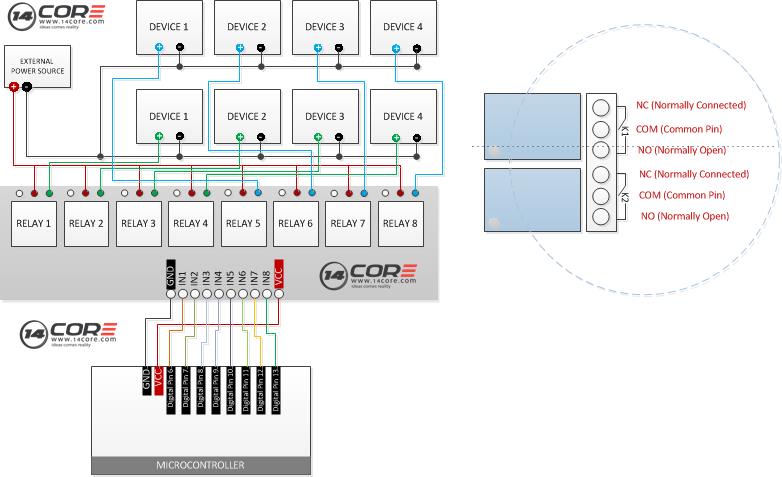 14CORE
www.14core.com
ideas comes reality
EXTERNAL
POWER SOURCE
DEVICE 1
DEVICE 2
DEVICE 3
DEVICE 4
DEVICE 1
DEVICE 2
DEVICE 3
DEVICE 4
RELAY 1
RELAY 2
RELAY 3
RELAY 4
RELAY 5
RELAY 6
RELAY 7
RELAY 8
GND
IN1
IN2
IN3
IN4
IN5
IN6
IN7
IN8
VCC
14CORE
ideas comes reality
14CORE
www.14core.com
ideas comes reality
GND
VCC
Digital Pin 6
Digital Pin 7
Digital Pin 8
Digital Pin 9
Digital Pin 10
Digital Pin 11
Digital Pin 12
Digital Pin 13
MICROCONTROLLER
NC (Normally Connected)
COM (Common Pin)
K1
NO (Normally Open)
NC (Normally Connected)
COM (Common Pin)
K2
NO (Normally Open)